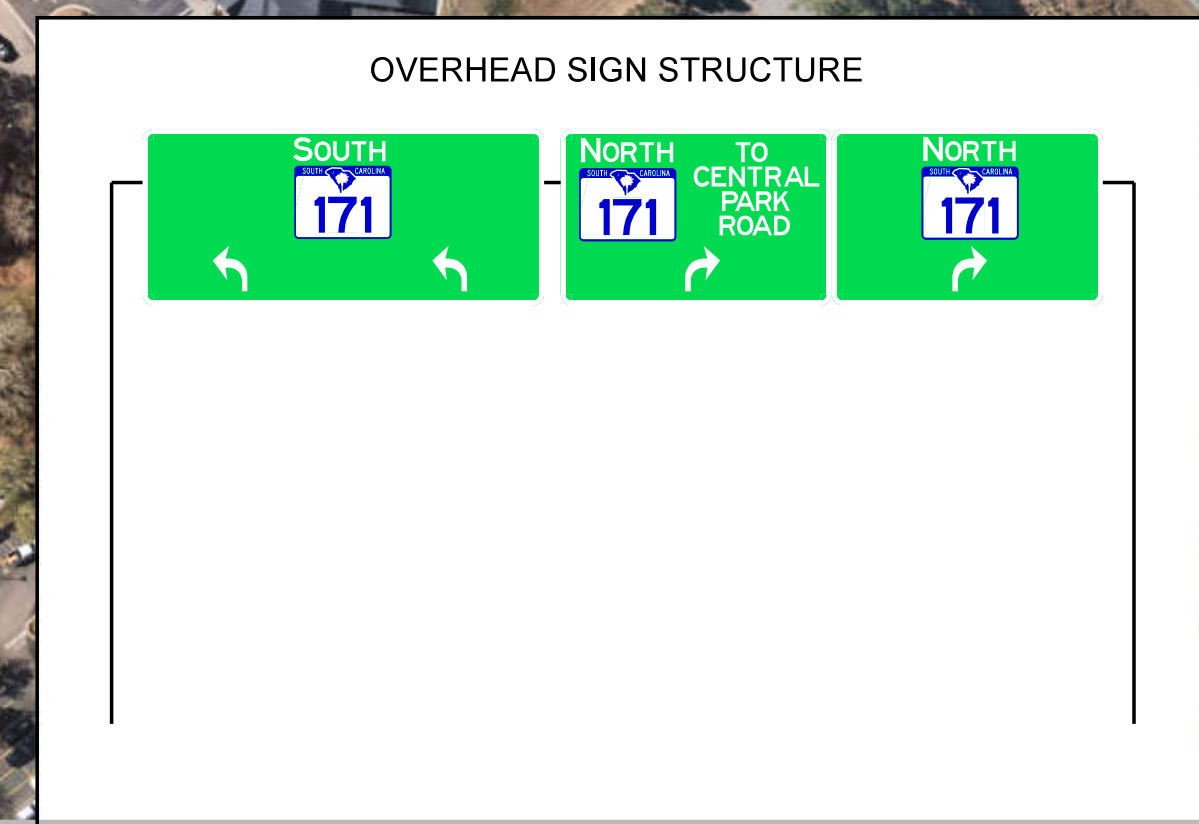 OVERHEAD SIGN STRUCTURE
SOUTH
SOUTH CAROLINA
171
NORTH
SOUTH CAROLINA
171
TO
CENTRAL
PARK
ROAD
NORTH
SOUTH CAROLINA
171